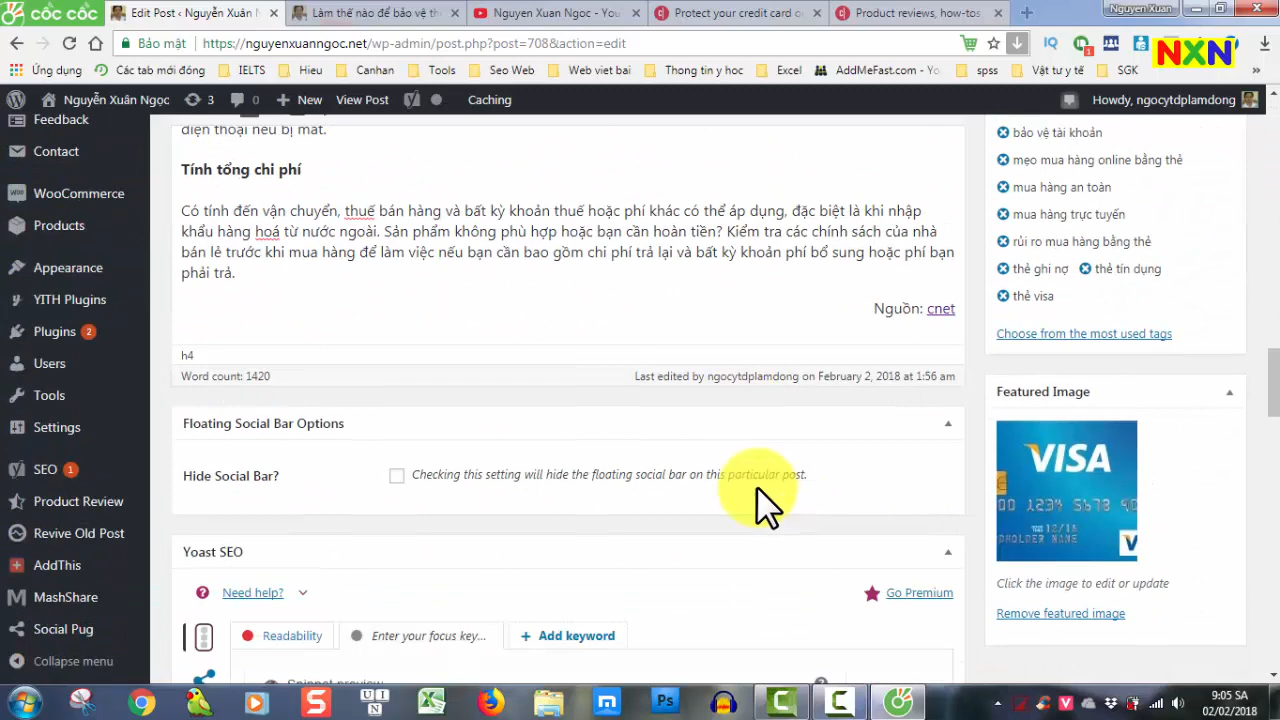 cốc cốc
Edit Post ‹ Nguyễn Xuân N
Làm thế nào để bảo vệ th
Nguyen Xuan Ngoc - You
Protect your credit card o
Product reviews, how-tos
Nguyen Xuan
Bảo mật
https://nguyenxuanngoc.net/wp-admin/post.php?post=708&action=edit
IQ
1
NXN
Ứng dụng
Các tab mới đóng
IELTS
Hieu
Canhan
Tools
Seo Web
Web viet bai
Thong tin y hoc
Excel
AddMeFast.com - Yo
spss
Vật tư y tế
SGK
Nguyễn Xuân Ngọc
3
0
New
View Post
Caching
Howdy, ngocytdplamdong
Feedback
Contact
WooCommerce
Products
Appearance
YITH Plugins
Plugins 2
Users
Tools
Settings
SEO 1
Product Review
Revive Old Post
AddThis
MashShare
Social Pug
Collapse menu
điện thoại nếu bị mất.
Tính tổng chi phí
Có tính đến vận chuyển, thuế bán hàng và bất kỳ khoản thuế hoặc phí khác có thể áp dụng, đặc biệt là khi nhập
khẩu hàng hoá từ nước ngoài. Sản phẩm không phù hợp hoặc bạn cần hoàn tiền? Kiểm tra các chính sách của nhà
bán lẻ trước khi mua hàng để làm việc nếu bạn cần bao gồm chi phí trả lại và bất kỳ khoản phí bổ sung hoặc phí bạn
phải trả.
Nguồn: cnet
h4
Word count: 1420
Last edited by ngocytdplamdong on February 2, 2018 at 1:56 am
Floating Social Bar Options
Hide Social Bar?
Checking this setting will hide the floating social bar on this particular post.
Yoast SEO
Need help?
Go Premium
Readability
Enter your focus key...
+ Add keyword
Snippet preview
bảo vệ tài khoản
mẹo mua hàng online bằng thẻ
mua hàng an toàn
mua hàng trực tuyến
rủi ro mua hàng bằng thẻ
thẻ ghi nợ
thẻ tín dụng
thẻ visa
Choose from the most used tags
Featured Image
VISA
Click the image to edit or update
Remove featured image
9:05 SA
02/02/2018